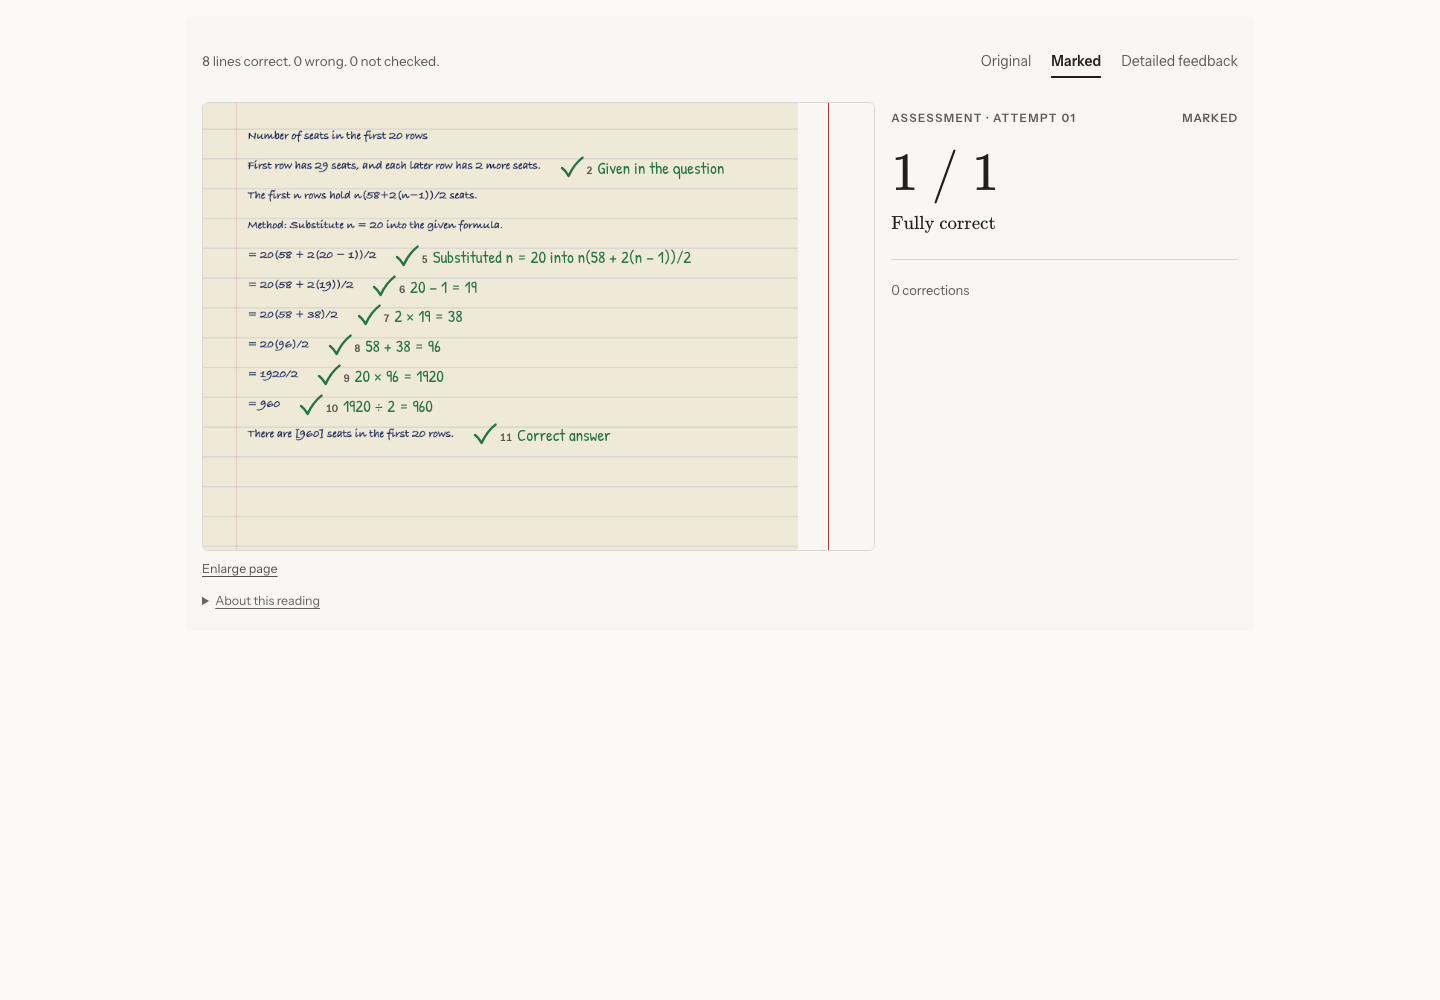 8 lines correct. 0 wrong. 0 not checked.
Original Marked Detailed feedback
Number of seats in the first 20 rows
First row has 29 seats, and each later row has 2 more seats. 2 Given in the question
The first n rows hold n(58+2(n−1))/2 seats.
Method: Substitute n = 20 into the given formula.
= 20(58 + 2(20 − 1))/2 5 Substituted n = 20 into n(58 + 2(n − 1))/2
= 20(58 + 2(19))/2 6 20 − 1 = 19
= 20(58 + 38)/2 7 2 × 19 = 38
= 20(96)/2 8 58 + 38 = 96
= 1920/2 9 20 × 96 = 1920
= 960 10 1920 ÷ 2 = 960
There are [960] seats in the first 20 rows. 11 Correct answer
Enlarge page
About this reading
ASSESSMENT · ATTEMPT 01 MARKED
1 / 1
Fully correct
0 corrections